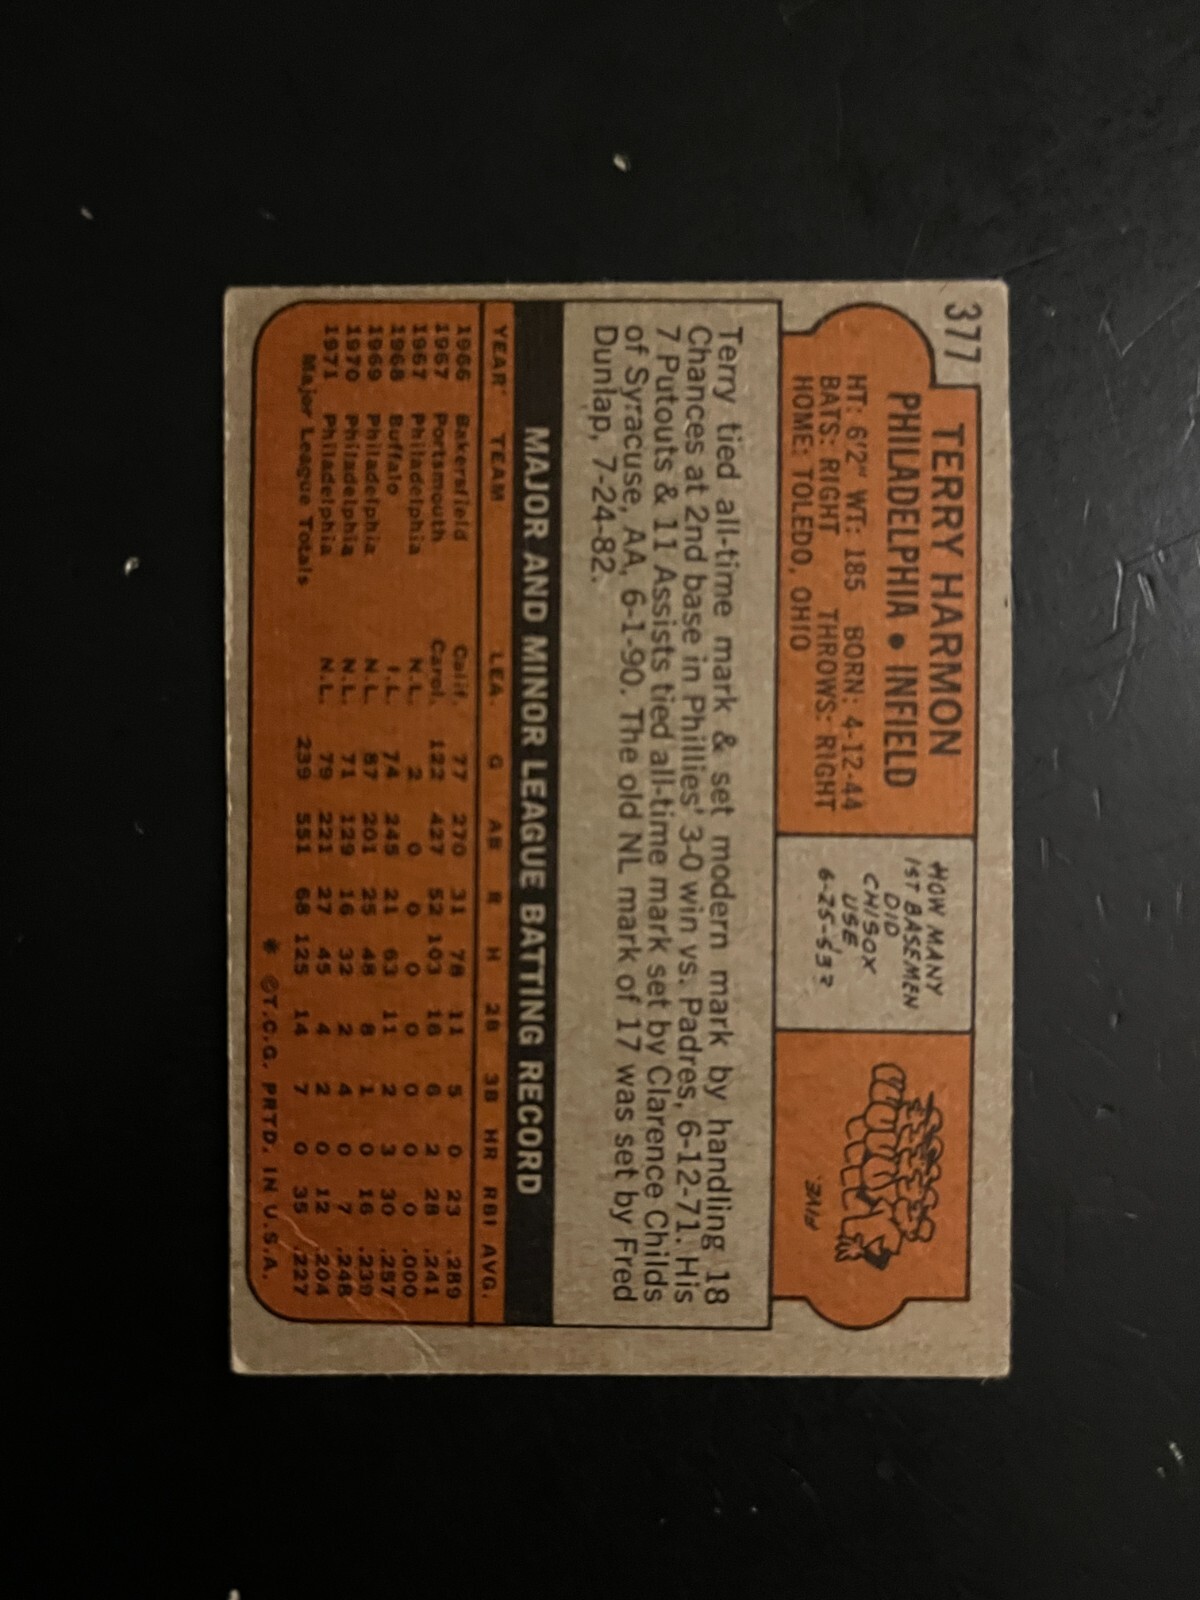 377
TERRY HARMON
PHILADELPHIA • INFIELD
HT: 6'2" WT: 185 BORN: 4-12-44
BATS: RIGHT THROWS: RIGHT
HOME: TOLEDO, OHIO
HOW MANY
1ST BASEMEN
DID
CHISOX
USE
6-25-53?
FIVE.
Terry tied all-time mark & set modern mark by handling 18
Chances at 2nd base in Phillies' 3-0 win vs. Padres, 6-12-71. His
7 Putouts & 11 Assists tied all-time mark set by Clarence Childs
of Syracuse, AA, 6-1-90. The old NL mark of 17 was set by Fred
Dunlap, 7-24-82.
MAJOR AND MINOR LEAGUE BATTING RECORD
YEAR TEAM LEA. G AB R H 2B 3B HR RBI AVG.
1966 Bakersfield Calif. 77 270 31 78 11 5 0 23 .289
1967 Portsmouth Carol. 122 427 52 103 16 6 2 28 .241
1967 Philadelphia N.L. 2 0 0 0 0 0 0 0 .000
1968 Buffalo I.L. 74 245 21 63 11 2 3 30 .257
1969 Philadelphia N.L. 87 201 25 48 8 1 0 16 .239
1970 Philadelphia N.L. 71 129 16 32 2 4 0 7 .248
1971 Philadelphia N.L. 79 221 27 45 4 2 0 12 .204
Major League Totals 239 551 68 125 14 7 0 35 .227
* ©T.C.G. PRTD. IN U.S.A.